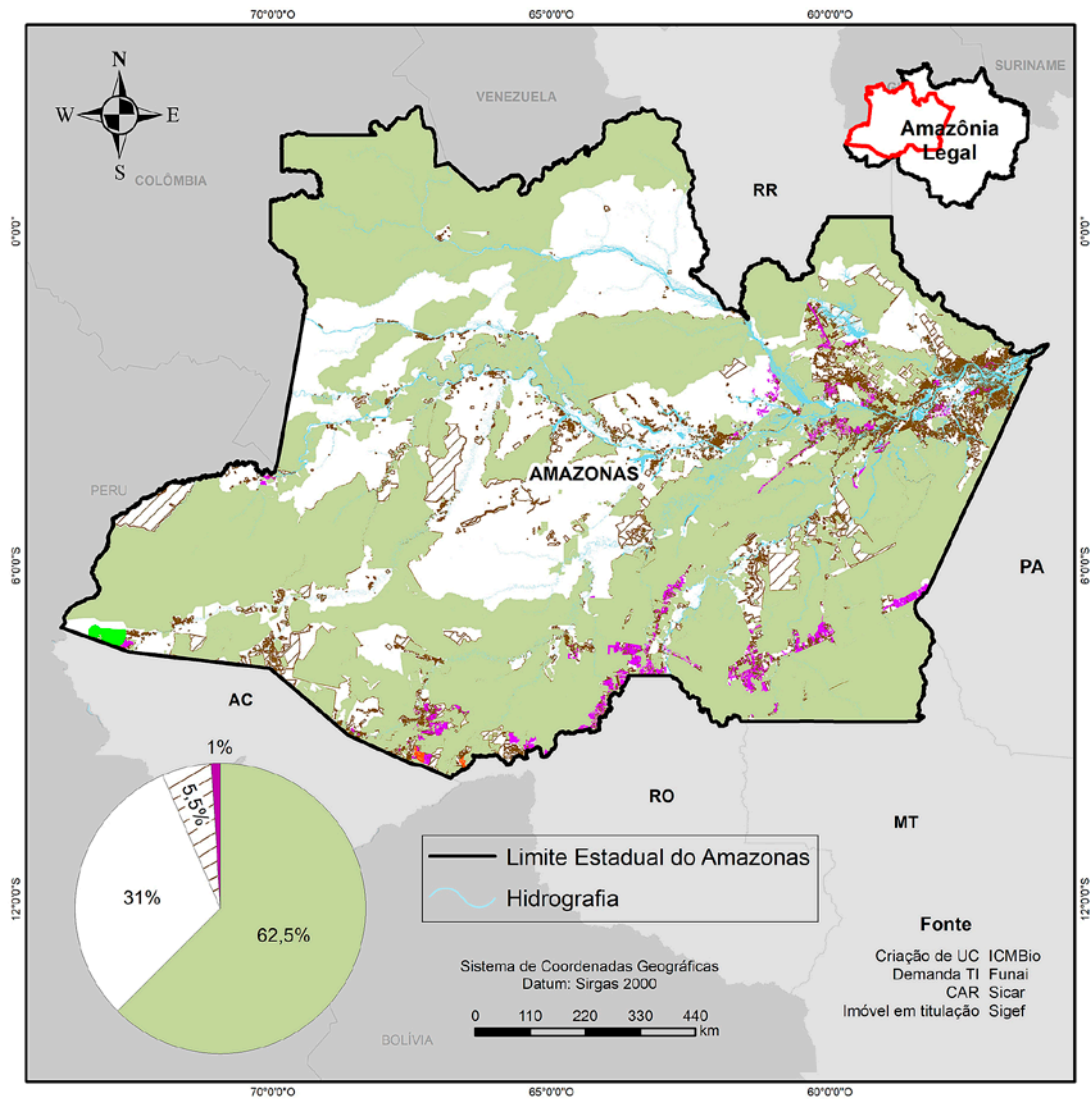 70°0'0"O
65°0'0"O
60°0'0"O
N
W
E
S
VENEZUELA
SURINAME
Amazônia
Legal
COLÔMBIA
RR
0°0'0"
0°0'0"
AMAZONAS
PERU
6°0'0"S
6°0'0"S
PA
AC
1%
5,5%
31%
62,5%
RO
MT
Limite Estadual do Amazonas
Hidrografia
12°0'0"S
12°0'0"S
Fonte
Criação de UC ICMBio
Demanda TI Funai
CAR Sicar
Imóvel em titulação Sigef
Sistema de Coordenadas Geográficas
Datum: Sirgas 2000
0 110 220 330 440
km
BOLÍVIA
70°0'0"O
65°0'0"O
60°0'0"O